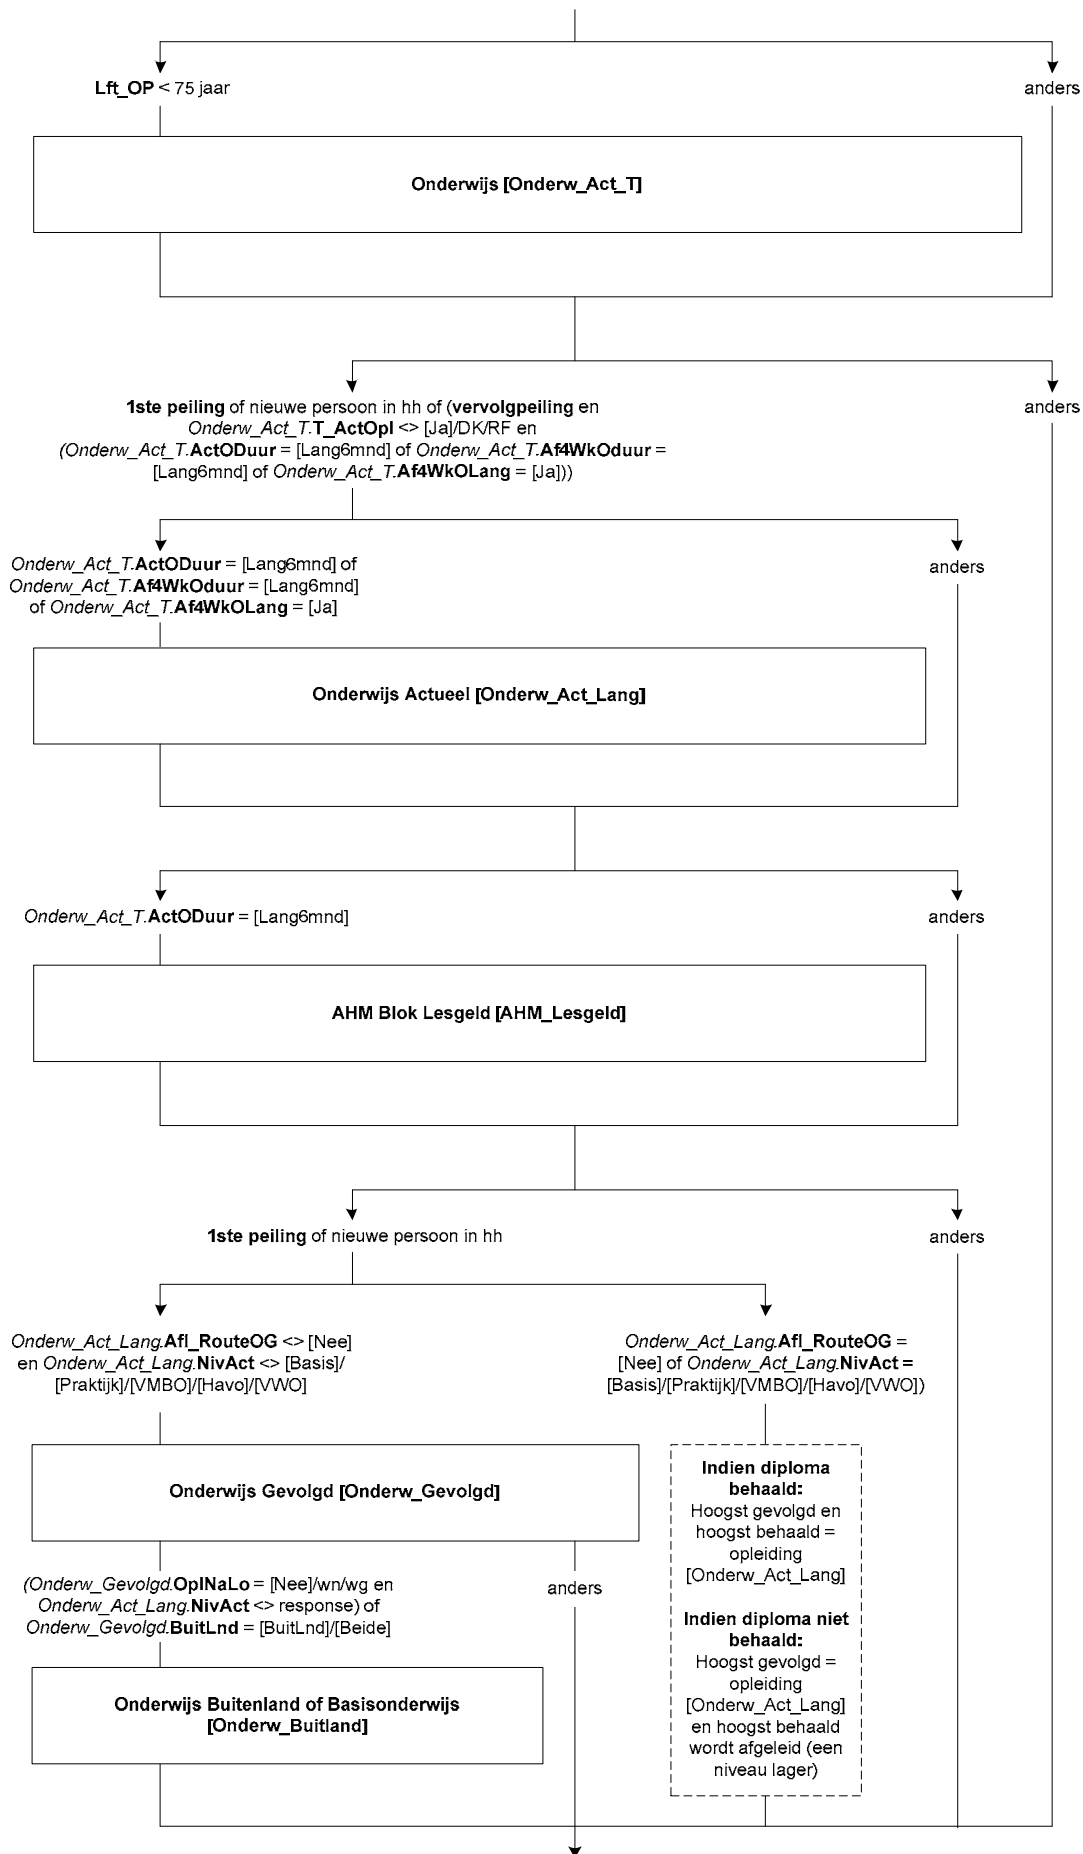 Lft_OP < 75 jaar
anders
Onderwijs [Onderw_Act_T]
1ste peiling of nieuwe persoon in hh of (vervolgpeiling en
Onderw_Act_T.T_ActOpl <> [Ja]/DK/RF en
(Onderw_Act_T.ActODuur = [Lang6mnd] of Onderw_Act_T.Af4WkOduur =
[Lang6mnd] of Onderw_Act_T.Af4WkOLang = [Ja]))
anders
Onderw_Act_T.ActODuur = [Lang6mnd] of
Onderw_Act_T.Af4WkOduur = [Lang6mnd]
of Onderw_Act_T.Af4WkOLang = [Ja]
anders
Onderwijs Actueel [Onderw_Act_Lang]
Onderw_Act_T.ActODuur = [Lang6mnd]
anders
AHM Blok Lesgeld [AHM_Lesgeld]
1ste peiling of nieuwe persoon in hh
anders
Onderw_Act_Lang.Afl_RouteOG <> [Nee]
en Onderw_Act_Lang.NivAct <> [Basis]/
[Praktijk]/[VMBO]/[Havo]/[VWO]
Onderw_Act_Lang.Afl_RouteOG =
[Nee] of Onderw_Act_Lang.NivAct =
[Basis]/[Praktijk]/[VMBO]/[Havo]/[VWO])
Onderwijs Gevolgd [Onderw_Gevolgd]
(Onderw_Gevolgd.OplNaLo = [Nee]/wn/wg en
Onderw_Act_Lang.NivAct <> response) of
Onderw_Gevolgd.BuitLnd = [BuitLnd]/[Beide]
anders
Onderwijs Buitenland of Basisonderwijs
[Onderw_Buitland]
Indien diploma
behaald:
Hoogst gevolgd en
hoogst behaald =
opleiding
[Onderw_Act_Lang]
Indien diploma niet
behaald:
Hoogst gevolgd =
opleiding
[Onderw_Act_Lang]
en hoogst behaald
wordt afgeleid (een
niveau lager)